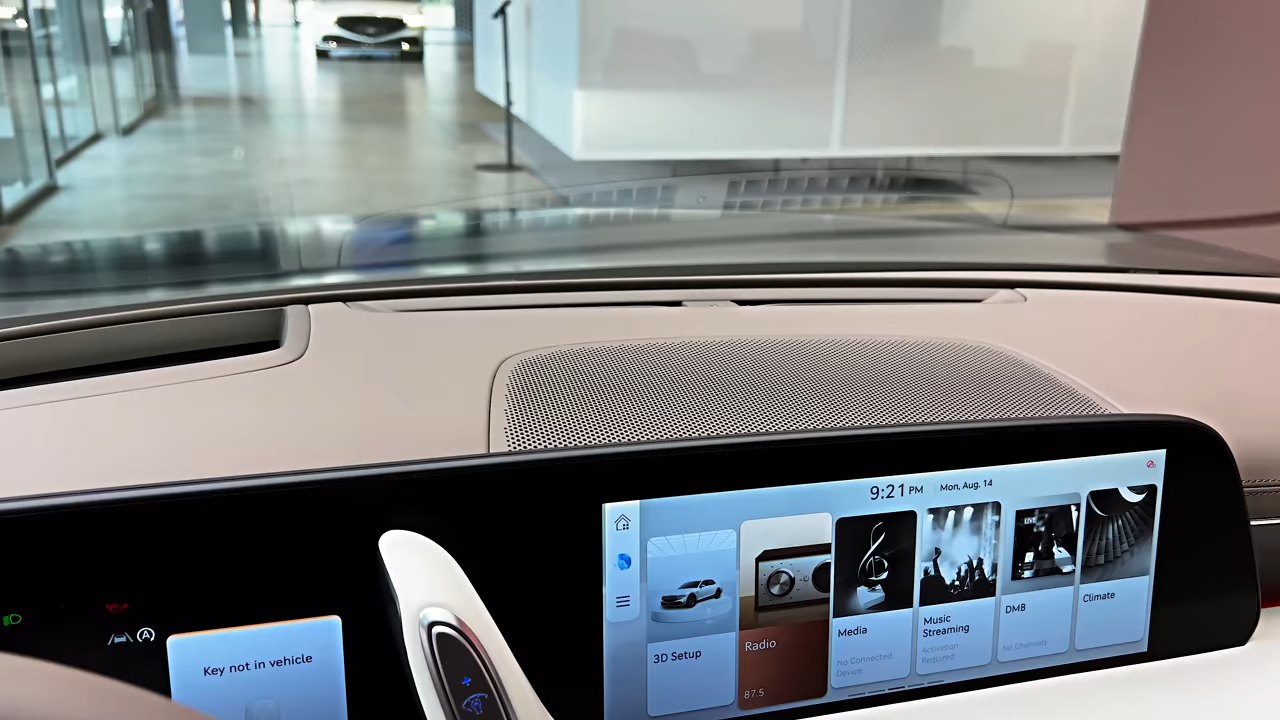 9:21 PM Mon, Aug. 14
LIVE
3D Setup
Radio
87.5
Media
No Connected
Device
Music
Streaming
Activation
Required
DMB
No Channels
Climate
Key not in vehicle
A